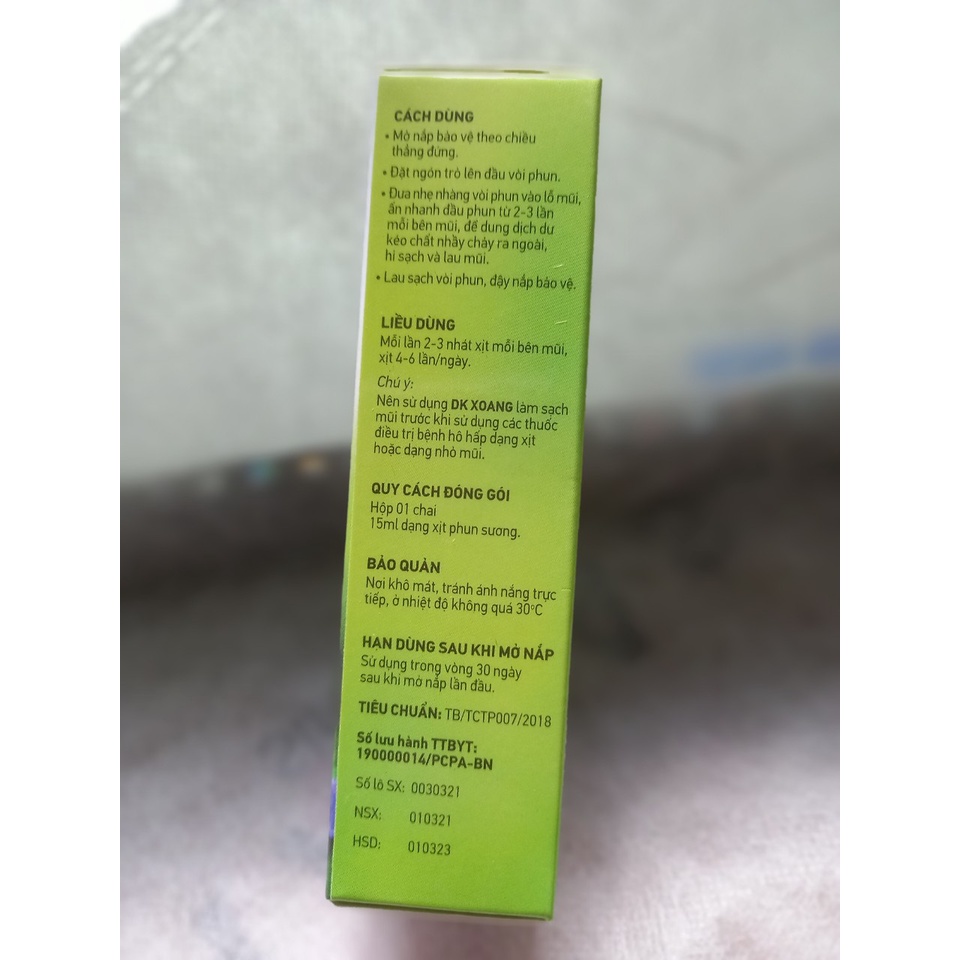 CÁCH DÙNG
• Mở nắp bảo vệ theo chiều
thẳng đứng.
• Đặt ngón trỏ lên đầu vòi phun.
• Đưa nhẹ nhàng vòi phun vào lỗ mũi,
ấn nhanh đầu phun từ 2-3 lần
mỗi bên mũi, để dung dịch dư
kéo chất nhầy chảy ra ngoài,
hỉ sạch và lau mũi.
• Lau sạch vòi phun, đậy nắp bảo vệ.
LIỀU DÙNG
Mỗi lần 2-3 nhát xịt mỗi bên mũi,
xịt 4-6 lần/ngày.
Chú ý:
Nên sử dụng DK XOANG làm sạch
mũi trước khi sử dụng các thuốc
điều trị bệnh hô hấp dạng xịt
hoặc dạng nhỏ mũi.
QUY CÁCH ĐÓNG GÓI
Hộp 01 chai
15ml dạng xịt phun sương.
BẢO QUẢN
Nơi khô mát, tránh ánh nắng trực
tiếp, ở nhiệt độ không quá 30°C
HẠN DÙNG SAU KHI MỞ NẮP
Sử dụng trong vòng 30 ngày
sau khi mở nắp lần đầu.
TIÊU CHUẨN: TB/TCTP007/2018
Số lưu hành TTBYT:
190000014/PCPA-BN
Số lô SX: 0030321
NSX: 010321
HSD: 010323